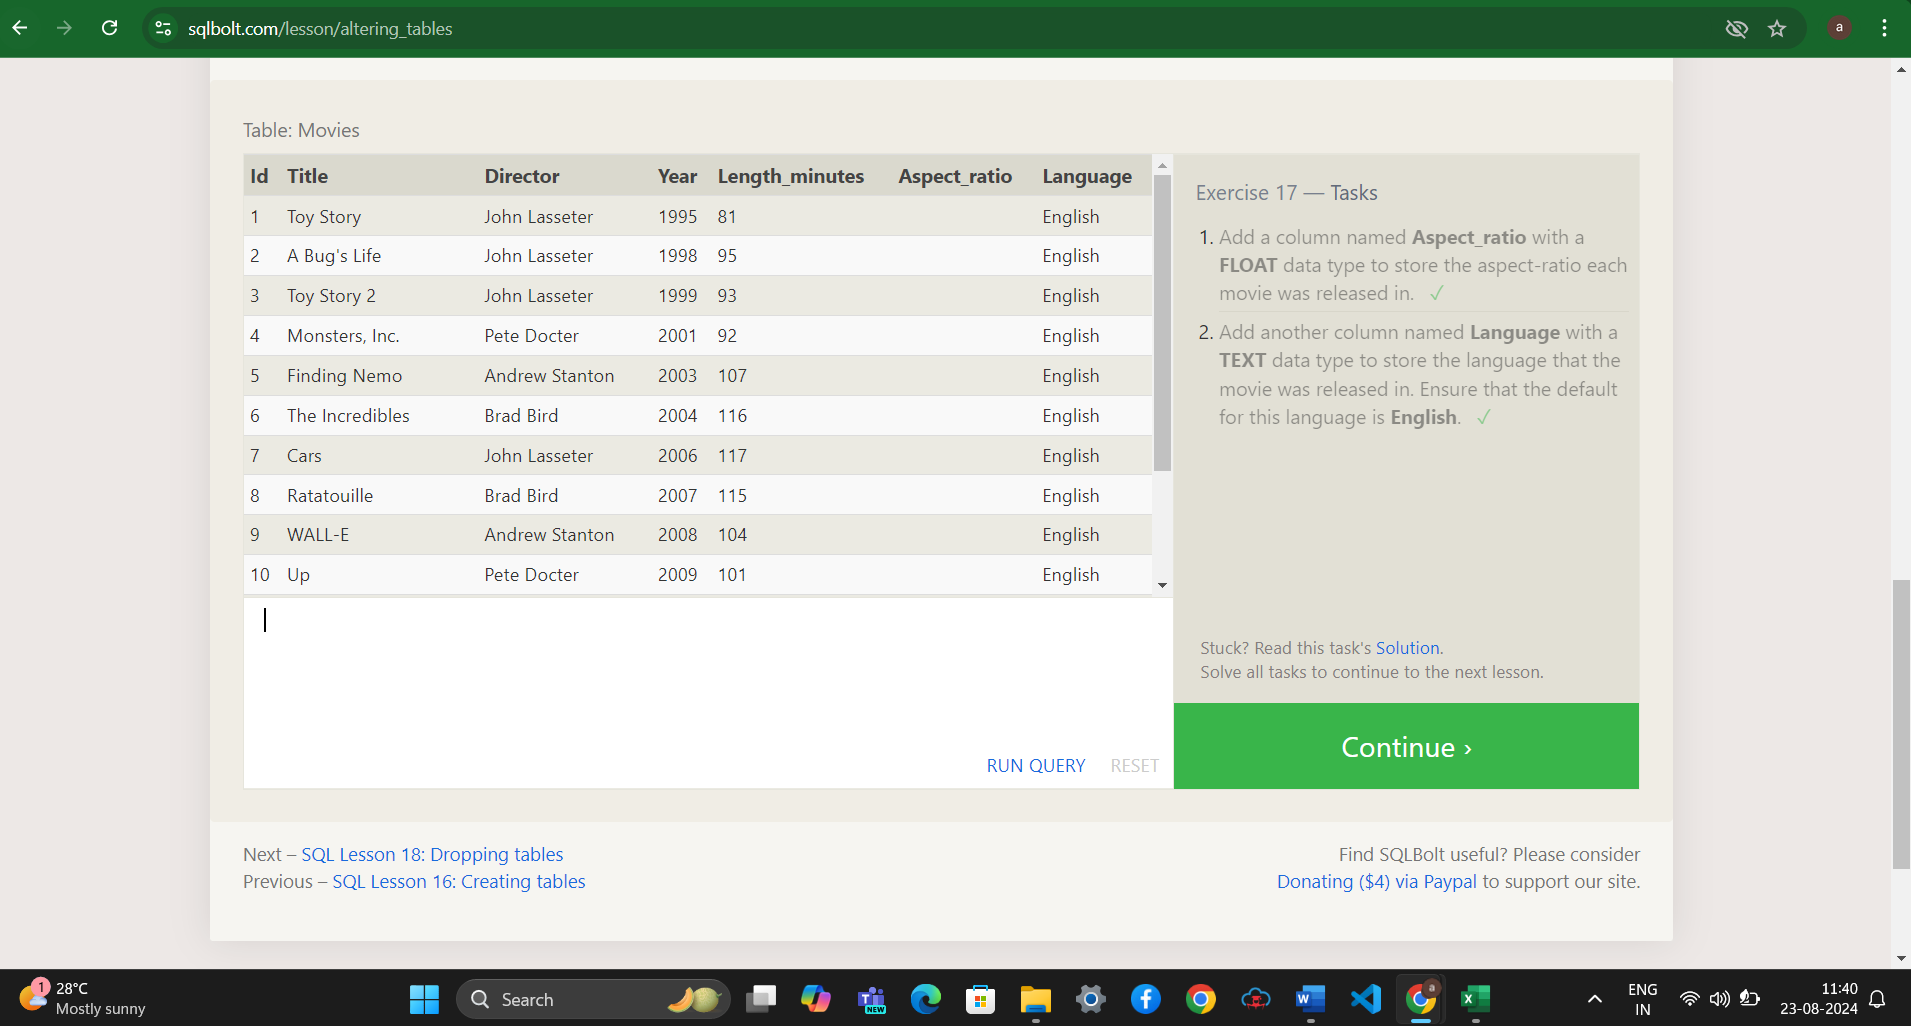 sqlbolt.com/lesson/altering_tables
a
Table: Movies
Id Title Director Year Length_minutes Aspect_ratio Language
1 Toy Story John Lasseter 1995 81 English
2 A Bug's Life John Lasseter 1998 95 English
3 Toy Story 2 John Lasseter 1999 93 English
4 Monsters, Inc. Pete Docter 2001 92 English
5 Finding Nemo Andrew Stanton 2003 107 English
6 The Incredibles Brad Bird 2004 116 English
7 Cars John Lasseter 2006 117 English
8 Ratatouille Brad Bird 2007 115 English
9 WALL-E Andrew Stanton 2008 104 English
10 Up Pete Docter 2009 101 English
RUN QUERY RESET
Exercise 17 — Tasks
1. Add a column named Aspect_ratio with a
FLOAT data type to store the aspect-ratio each
movie was released in. ✓
2. Add another column named Language with a
TEXT data type to store the language that the
movie was released in. Ensure that the default
for this language is English. ✓
Stuck? Read this task's Solution.
Solve all tasks to continue to the next lesson.
Continue ›
Next – SQL Lesson 18: Dropping tables
Previous – SQL Lesson 16: Creating tables
Find SQLBolt useful? Please consider
Donating ($4) via Paypal to support our site.
1
28°C
Mostly sunny
Search
NEW
ENG
IN
11:40
23-08-2024